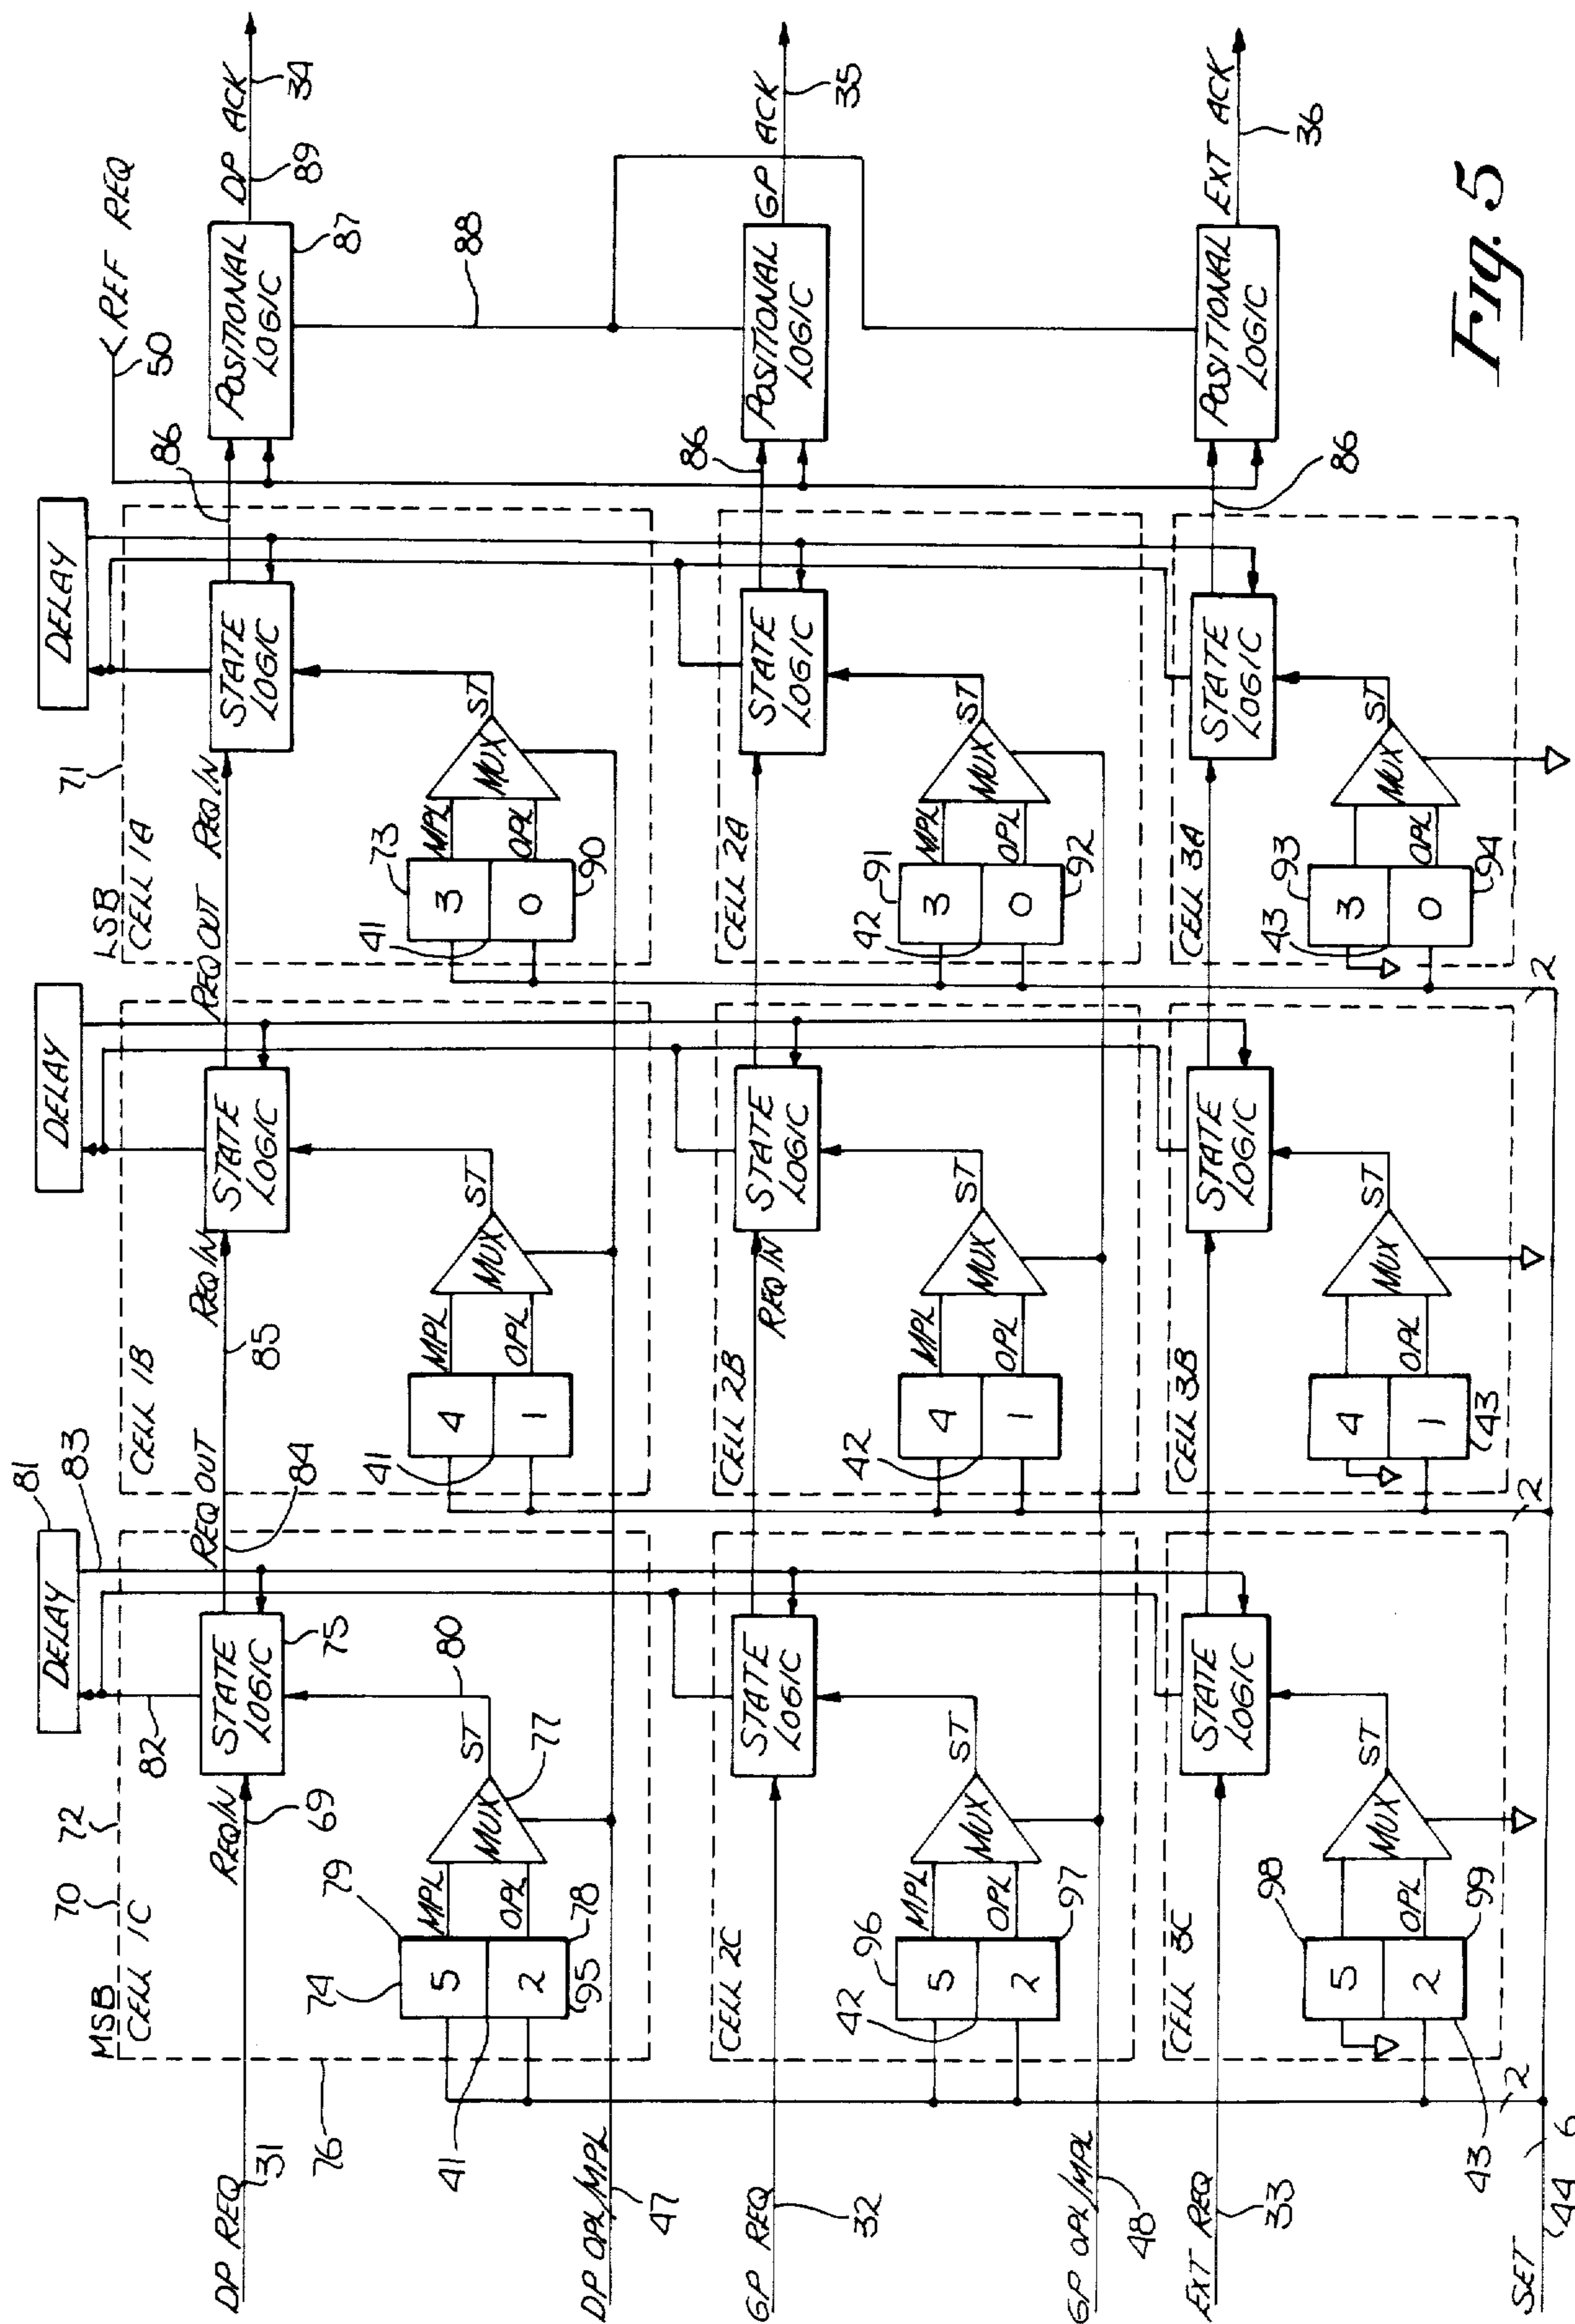 81
DELAY
DELAY
DELAY
83
70
72
71
MSB
LSB
CELL 1C
CELL 1B
CELL 1A
50
REF REQ
82
86
REQ IN
REQ OUT
REQ IN
REQ OUT
REQ IN
DP REQ
31
69
STATE LOGIC
75
84
85
STATE LOGIC
STATE LOGIC
POSITIONAL LOGIC
87
DP ACK
89
34
76
74
79
80
41
5
2
95
78
MPL
OPL
MUX
77
ST
41
4
1
MPL
OPL
MUX
ST
41
73
3
0
90
MPL
OPL
MUX
ST
88
DP OPL/MPL
47
CELL 2C
CELL 2B
CELL 2A
86
GP REQ
32
STATE LOGIC
REQ IN
STATE LOGIC
STATE LOGIC
POSITIONAL LOGIC
GP ACK
35
96
42
5
2
97
MPL
OPL
MUX
ST
42
4
1
MPL
OPL
MUX
ST
91
42
3
0
92
MPL
OPL
MUX
ST
GP OPL/MPL
48
CELL 3C
CELL 3B
CELL 3A
EXT REQ
33
STATE LOGIC
STATE LOGIC
STATE LOGIC
86
POSITIONAL LOGIC
EXT ACK
36
98
5
2
99
43
OPL
MUX
ST
4
1
43
OPL
MUX
ST
93
43
3
0
94
OPL
MUX
ST
2
2
2
SET
44
6
Fig. 5